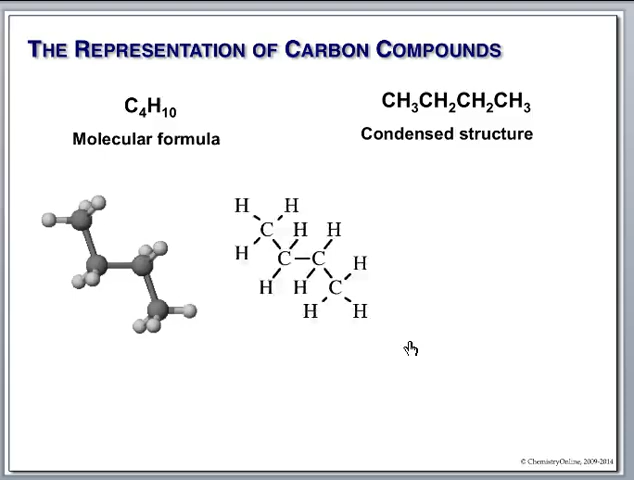 THE REPRESENTATION OF CARBON COMPOUNDS
C4H10
Molecular formula
CH3CH2CH2CH3
Condensed structure
H H
C H H
H C C H
H H C
H H
© ChemistryOnline, 2009-2014